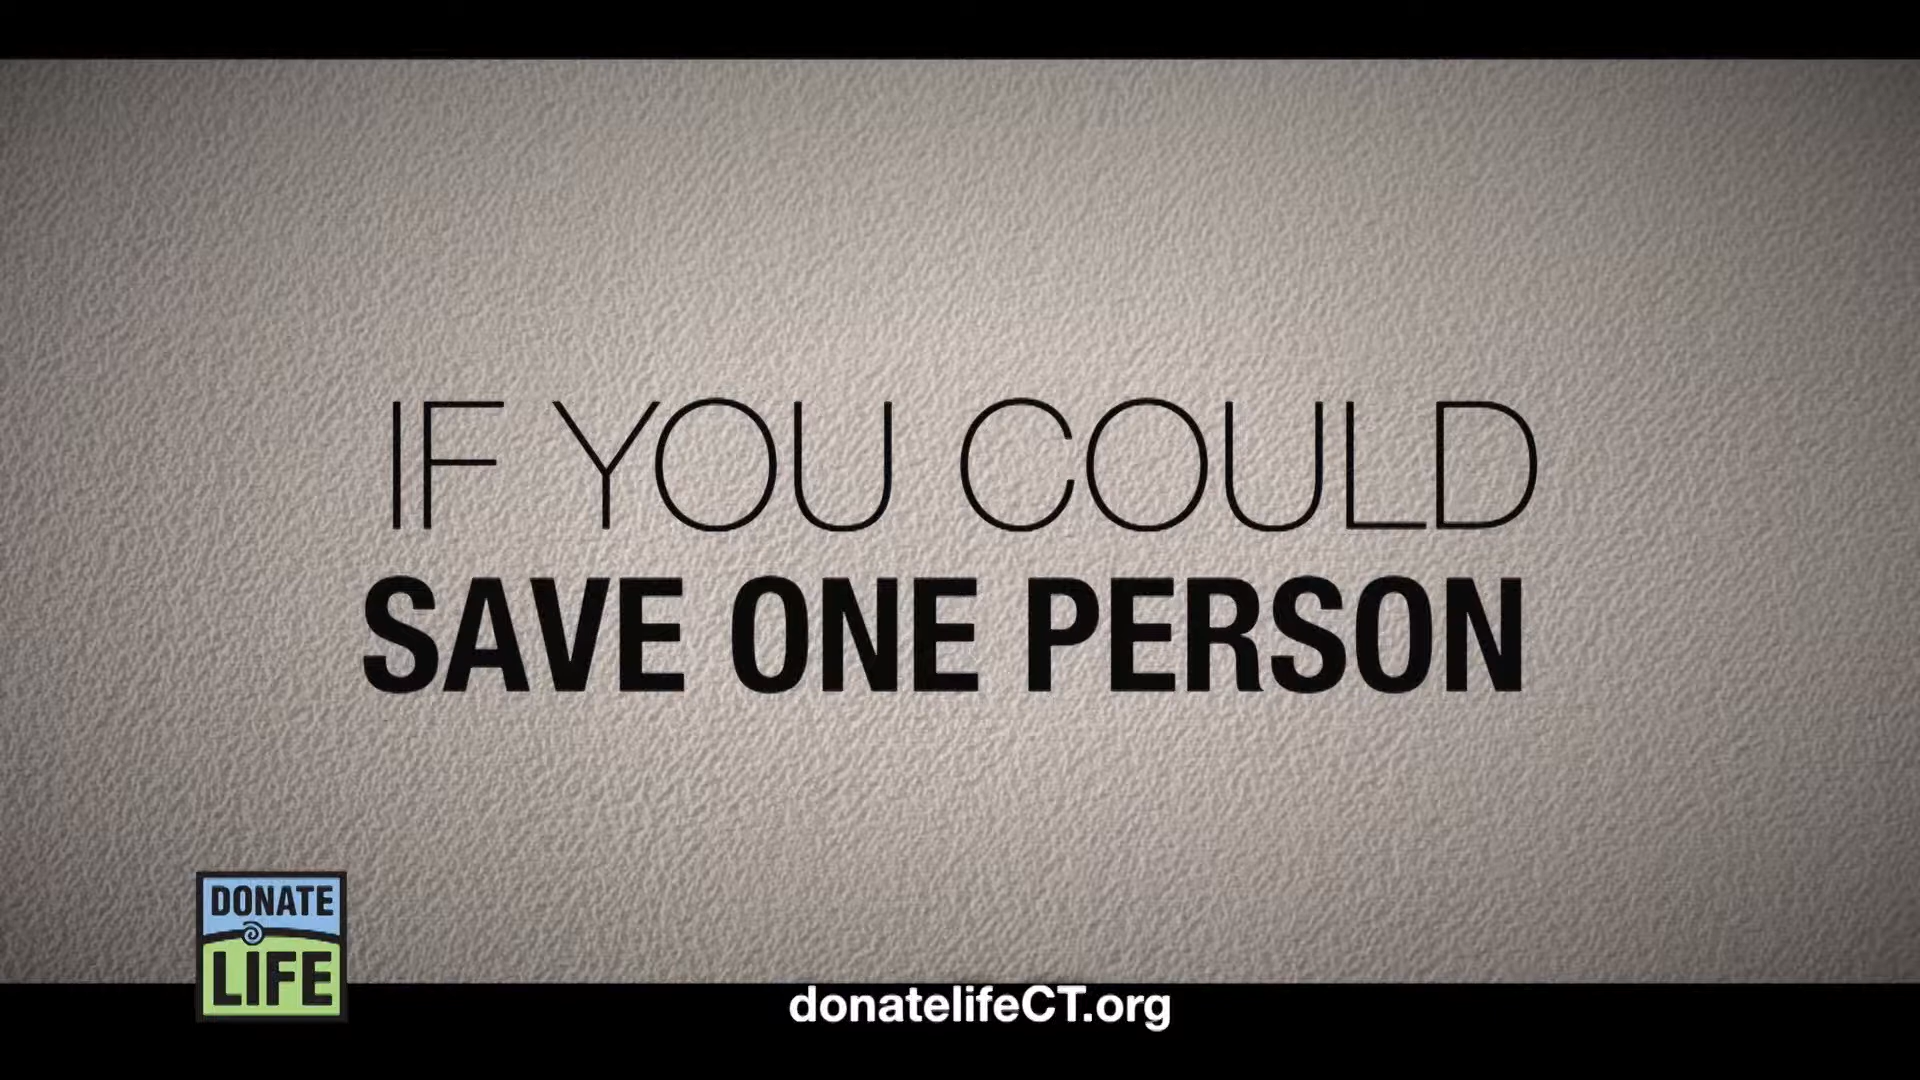 IF YOU COULD
SAVE ONE PERSON
DONATE
LIFE
donatelifeCT.org